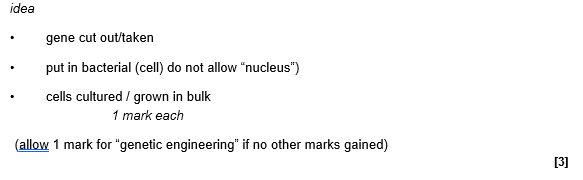 idea
• gene cut out/taken
• put in bacterial (cell) do not allow “nucleus”)
• cells cultured / grown in bulk
1 mark each
(allow 1 mark for “genetic engineering” if no other marks gained)
[3]